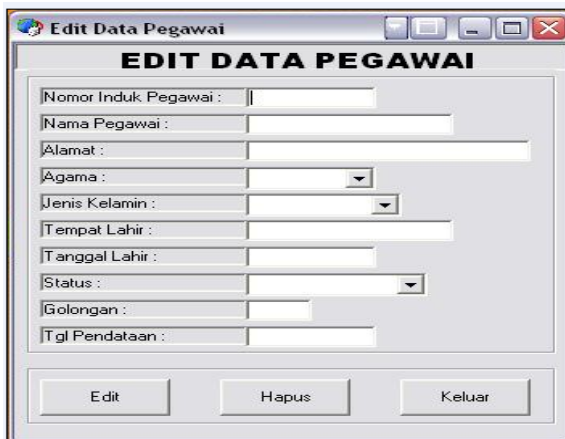 Edit Data Pegawai
EDIT DATA PEGAWAI
Nomor Induk Pegawai :
Nama Pegawai :
Alamat :
Agama :
Jenis Kelamin :
Tempat Lahir :
Tanggal Lahir :
Status :
Golongan :
Tgl Pendataan :
Edit Hapus Keluar